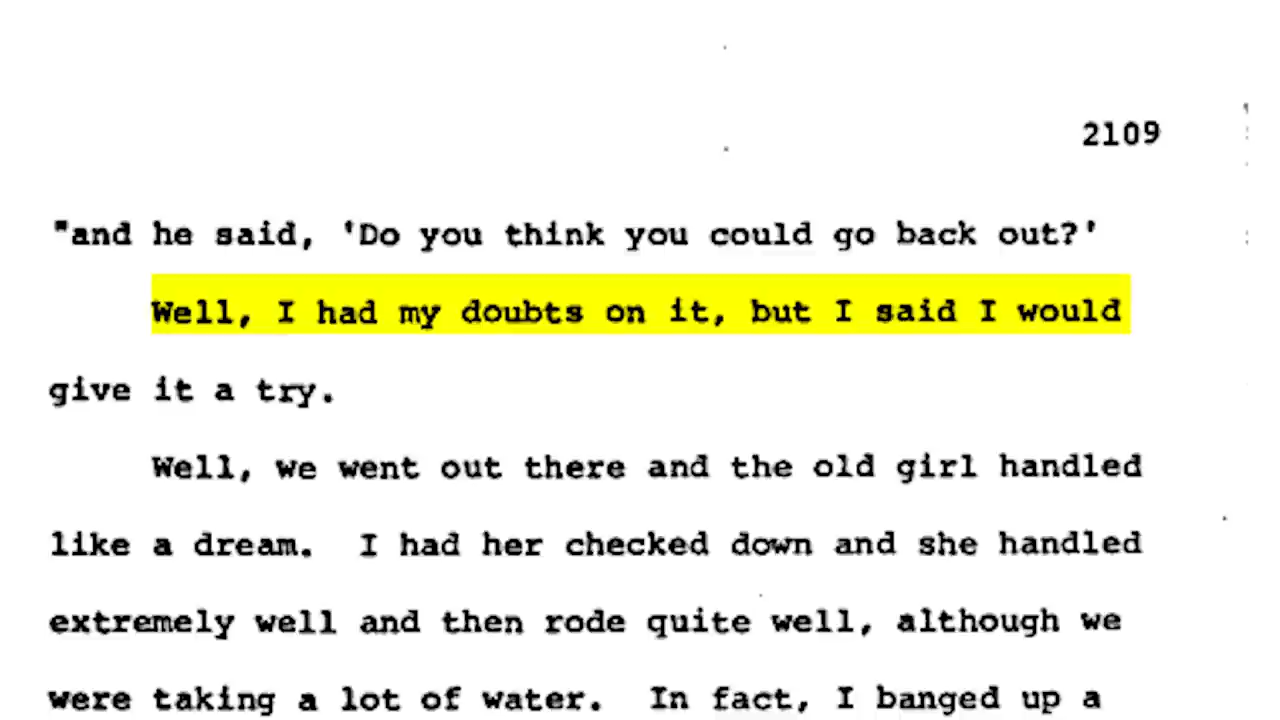 2109
"and he said, 'Do you think you could go back out?'
Well, I had my doubts on it, but I said I would
give it a try.
Well, we went out there and the old girl handled
like a dream. I had her checked down and she handled
extremely well and then rode quite well, although we
were taking a lot of water. In fact, I banged up a